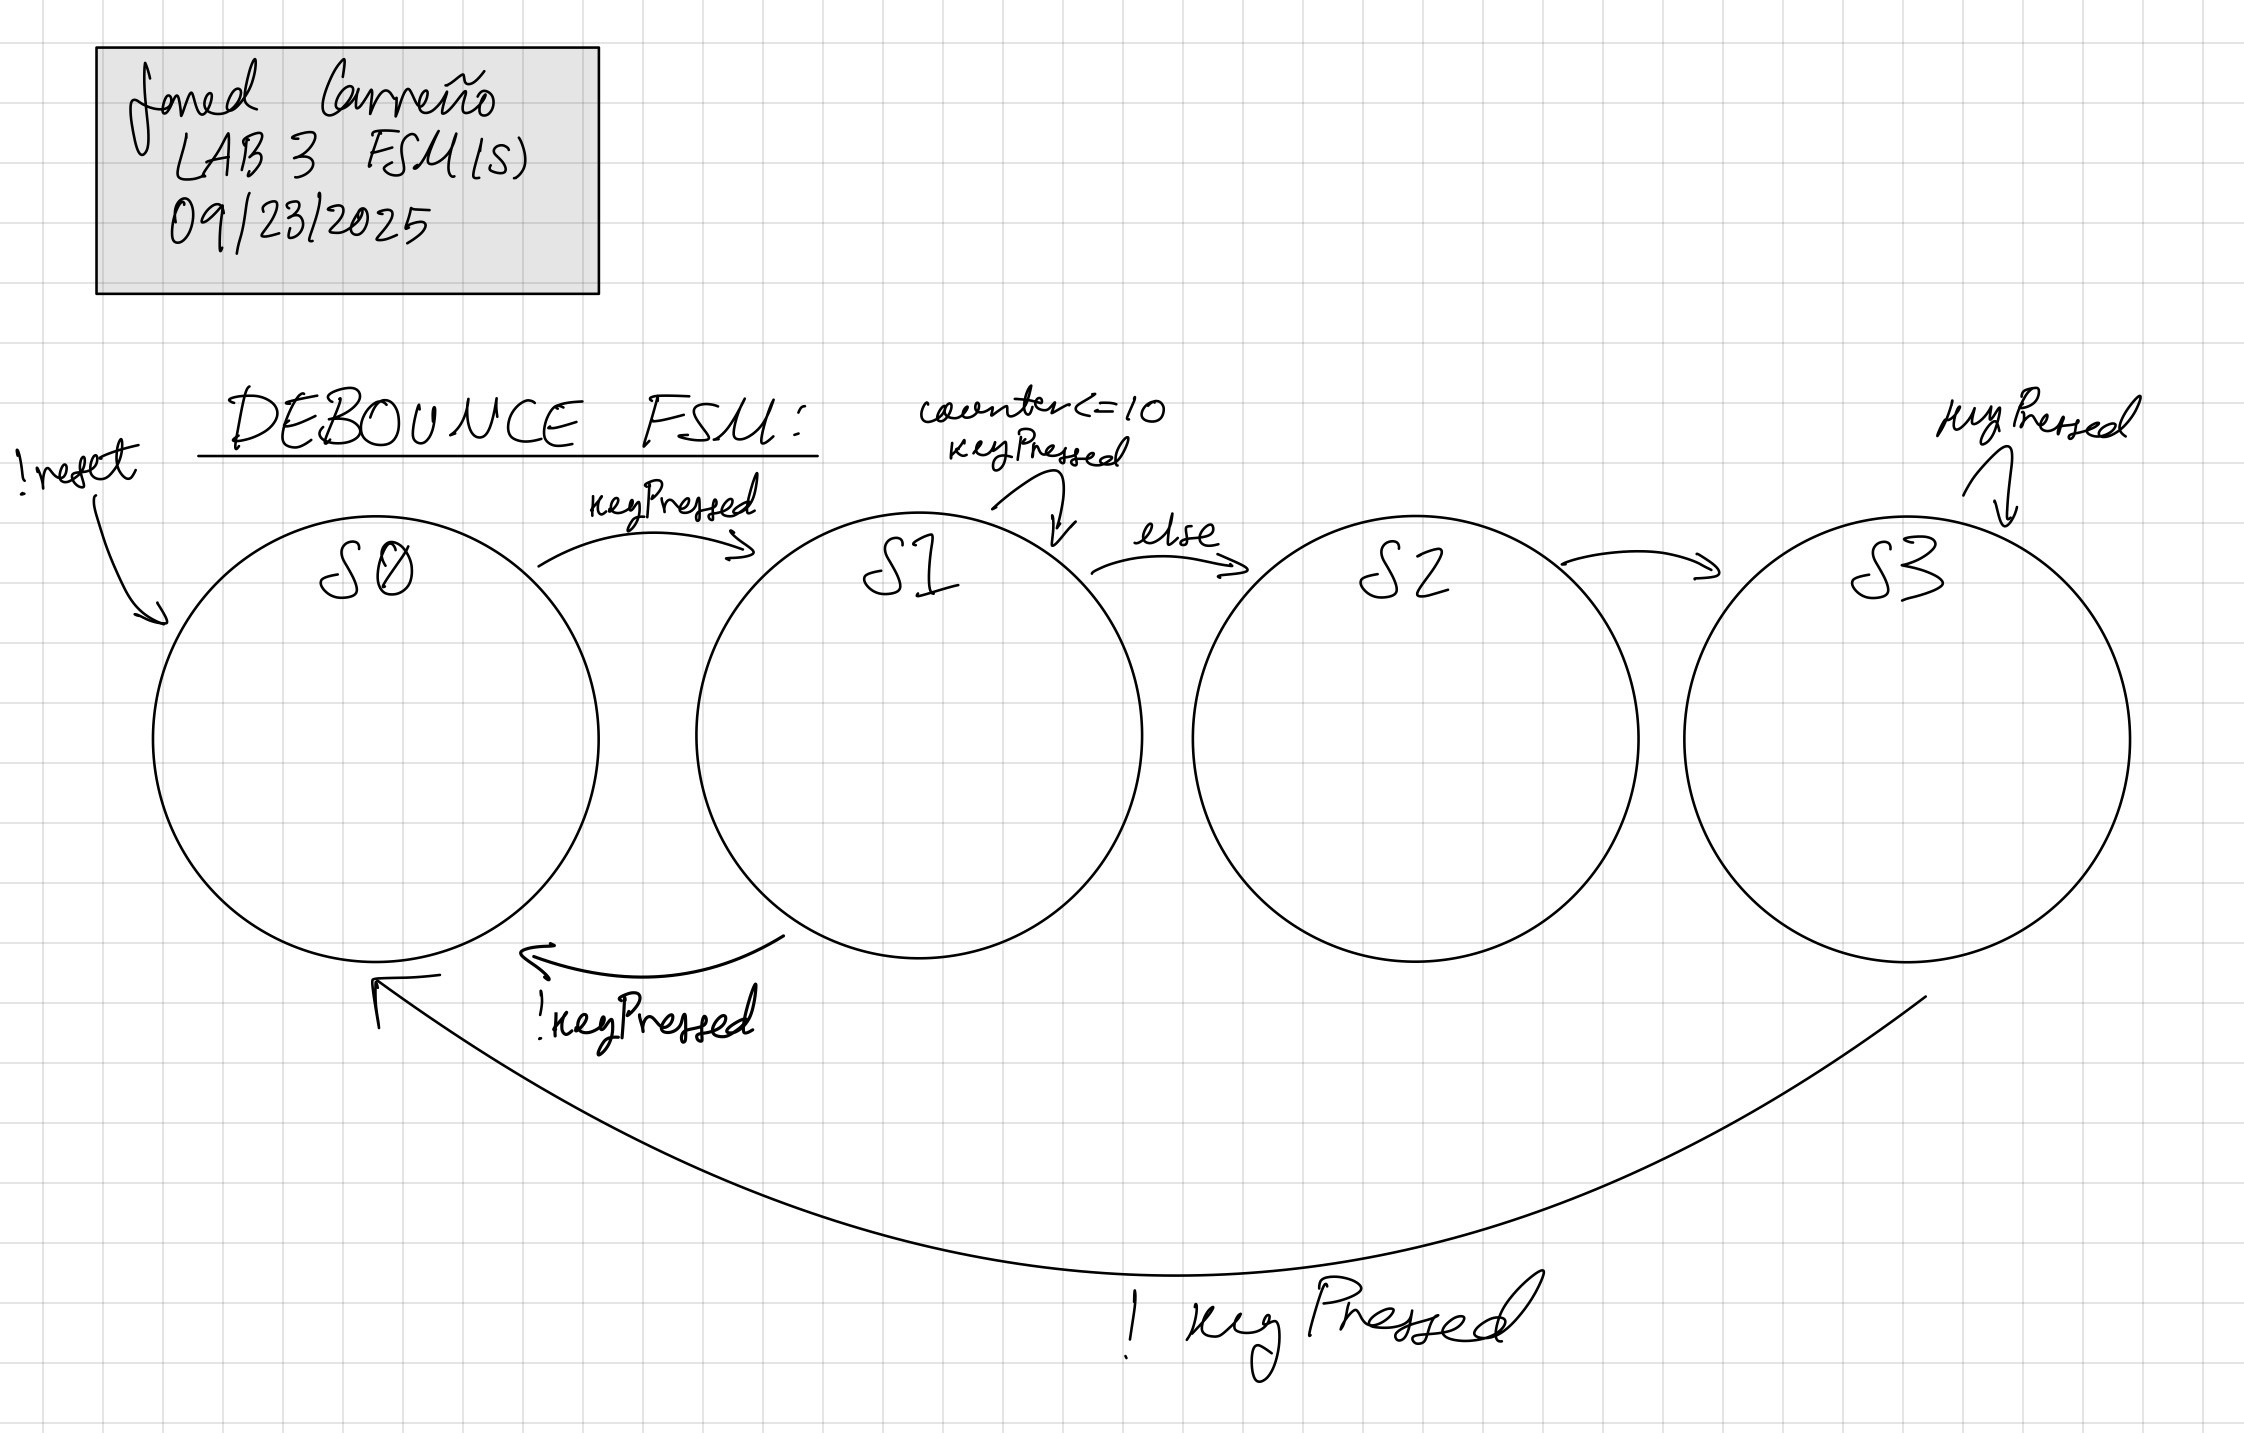 Carreño
LAB 3 FSM(s)
09/23/2025
DEBOUNCE FSM:
!reset
keyPressed
counter<=10
keyPressed
else
keyPressed
S0
S1
S2
S3
!keyPressed
! keyPressed